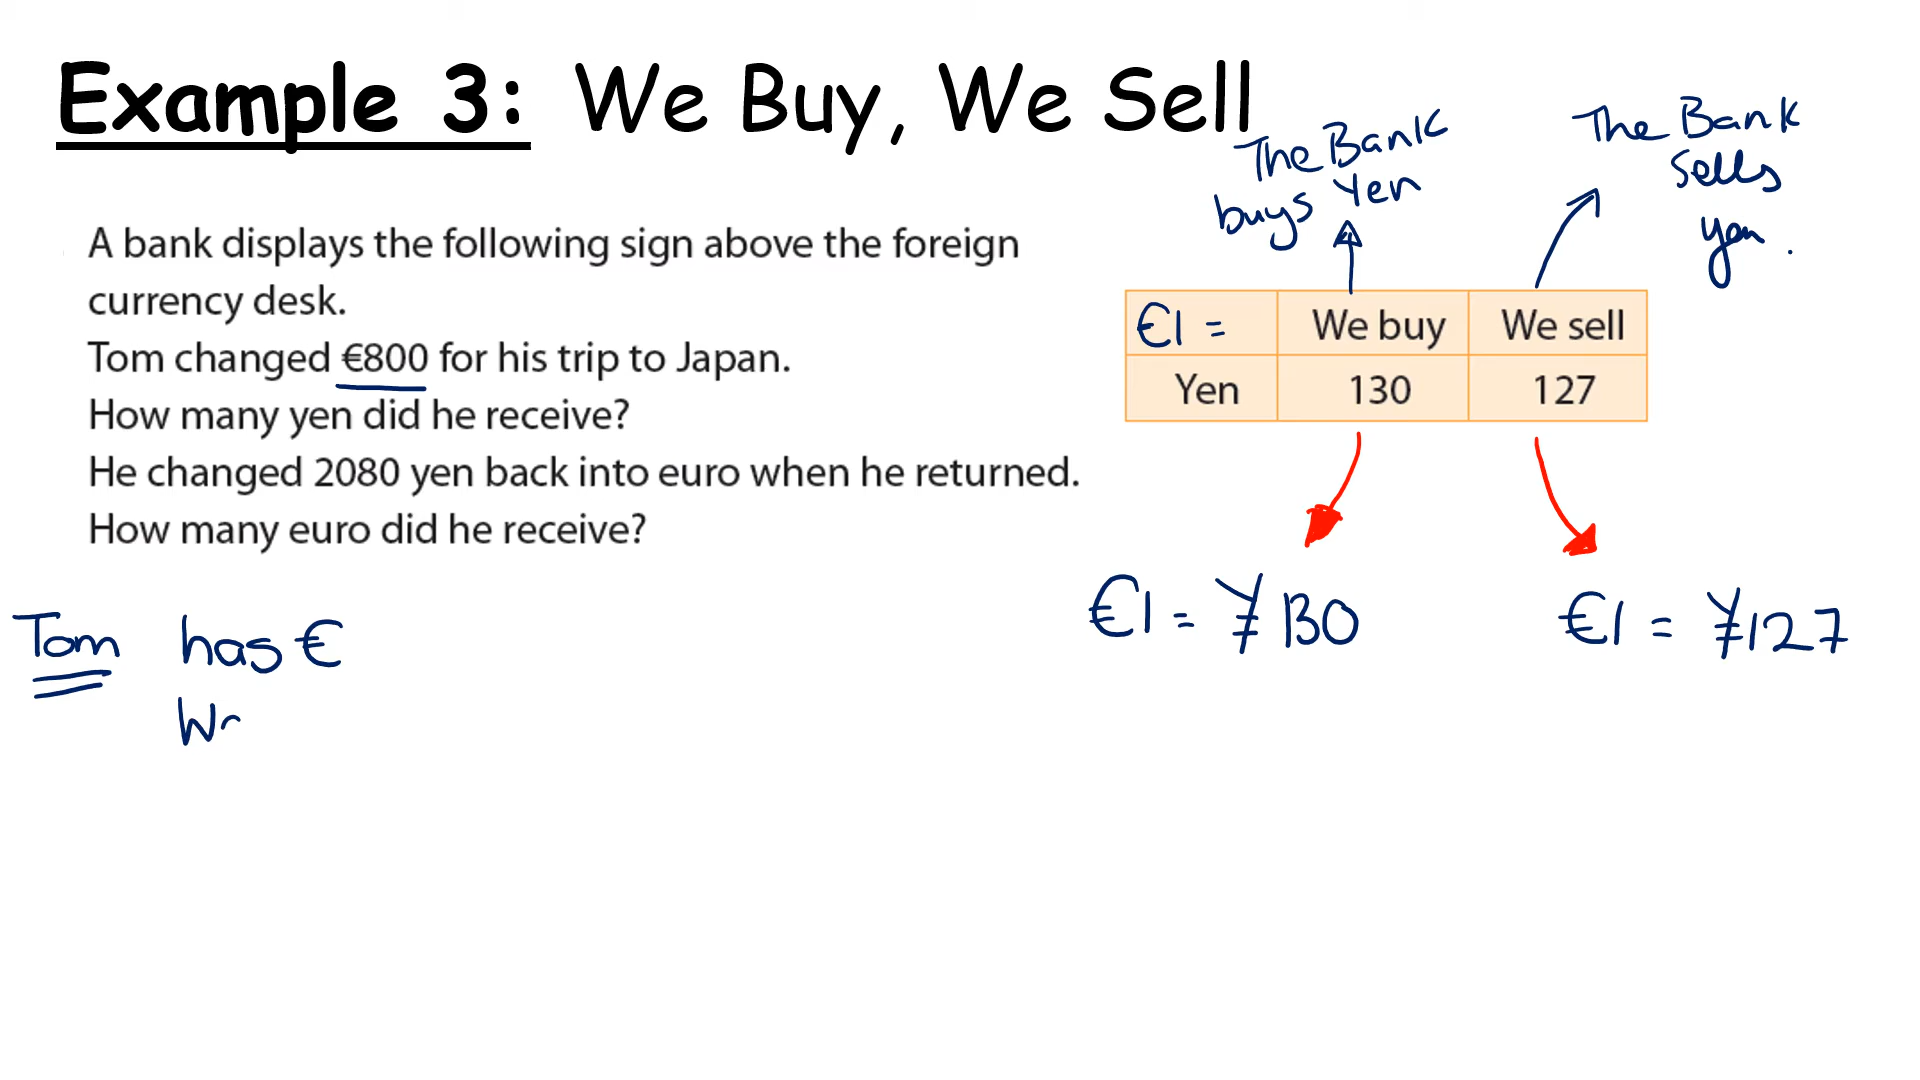 Example 3: We Buy, We Sell
The Bank
buys Yen
The Bank
Sells
yen.
A bank displays the following sign above the foreign
currency desk.
Tom changed €800 for his trip to Japan.
How many yen did he receive?
He changed 2080 yen back into euro when he returned.
How many euro did he receive?
€1 = We buy We sell
Yen 130 127
€1 = ¥130 €1 = ¥127
Tom has €